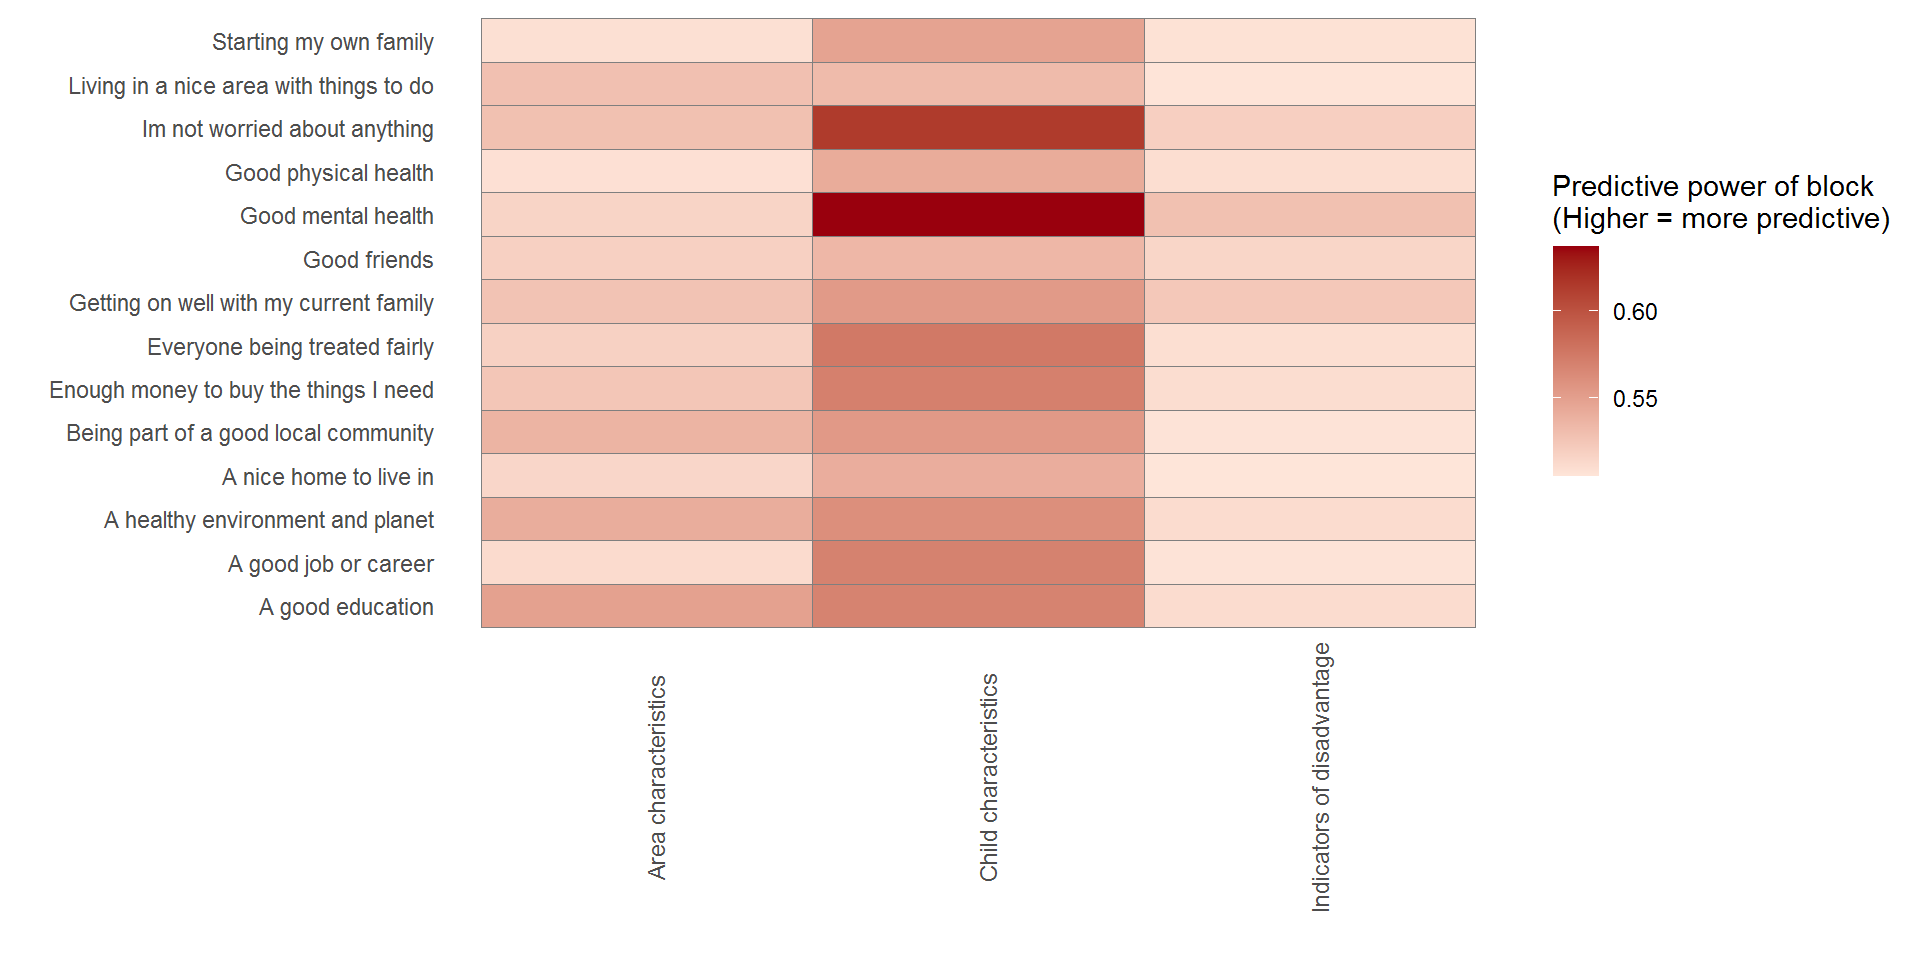 Starting my own family
Living in a nice area with things to do
Im not worried about anything
Good physical health
Good mental health
Good friends
Getting on well with my current family
Everyone being treated fairly
Enough money to buy the things I need
Being part of a good local community
A nice home to live in
A healthy environment and planet
A good job or career
A good education
Area characteristics
Child characteristics
Indicators of disadvantage
Predictive power of block
(Higher = more predictive)
0.60
0.55